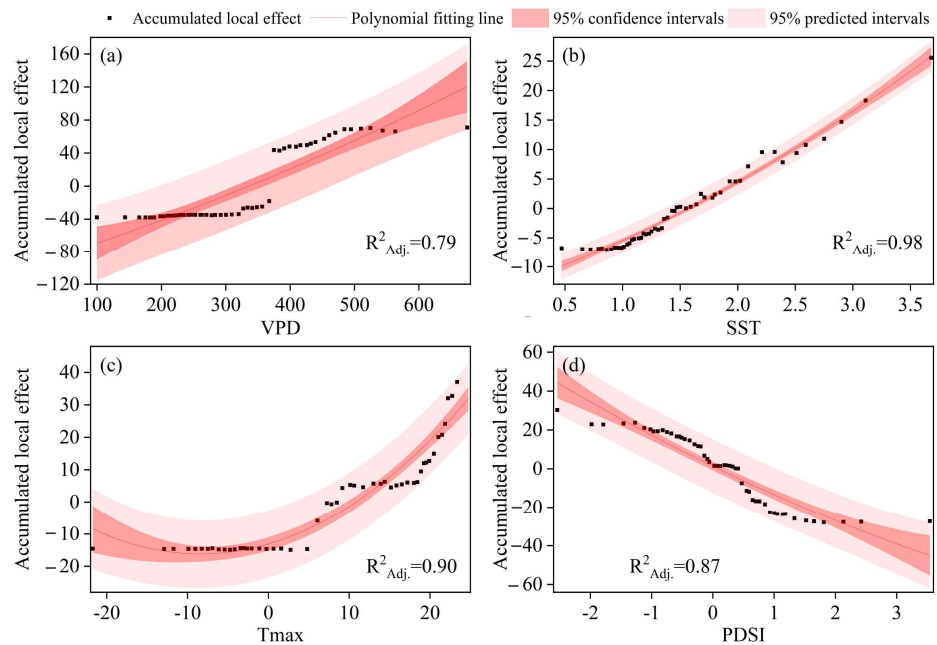 Accumulated local effect Polynomial fitting line 95% confidence intervals 95% predicted intervals
(a)
Accumulated local effect
160
120
80
40
0
−40
−80
−120
R²Adj.=0.79
100 200 300 400 500 600
VPD
(b)
Accumulated local effect
25
20
15
10
5
0
−5
−10
R²Adj.=0.98
0.5 1.0 1.5 2.0 2.5 3.0 3.5
SST
(c)
Accumulated local effect
40
30
20
10
0
−10
−20
R²Adj.=0.90
-20 -10 0 10 20
Tmax
(d)
Accumulated local effect
60
40
20
0
−20
−40
−60
R²Adj.=0.87
-2 -1 0 1 2 3
PDSI